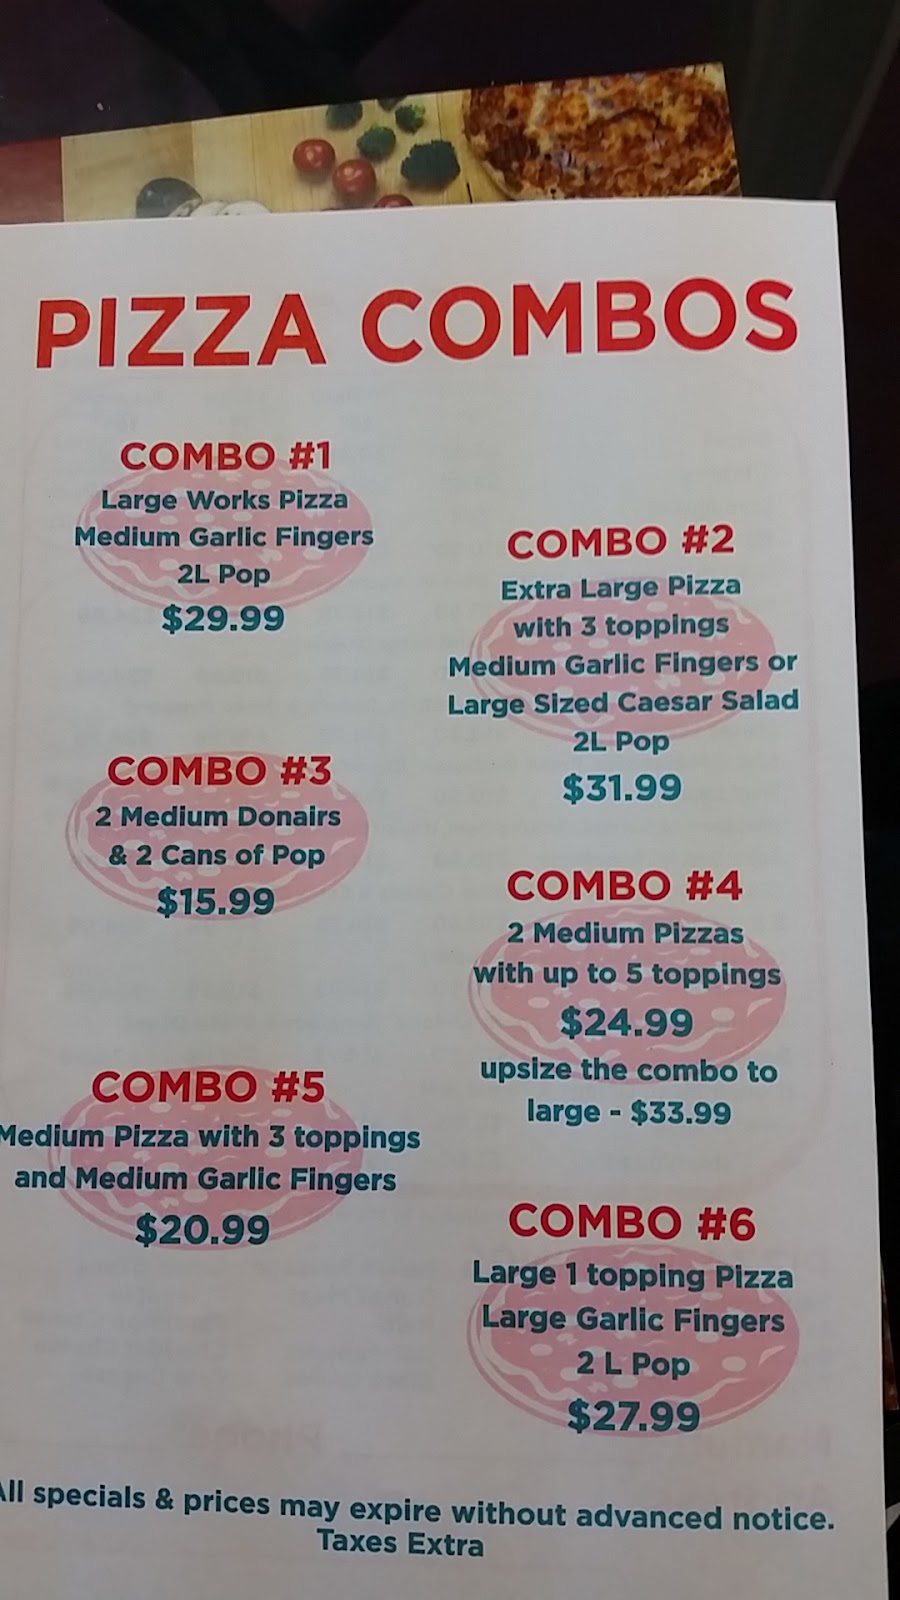 PIZZA COMBOS
COMBO #1
Large Works Pizza
Medium Garlic Fingers
2L Pop
$29.99
COMBO #2
Extra Large Pizza
with 3 toppings
Medium Garlic Fingers or
Large Sized Caesar Salad
2L Pop
$31.99
COMBO #3
2 Medium Donairs
& 2 Cans of Pop
$15.99
COMBO #4
2 Medium Pizzas
with up to 5 toppings
$24.99
upsize the combo to
large - $33.99
COMBO #5
Medium Pizza with 3 toppings
and Medium Garlic Fingers
$20.99
COMBO #6
Large 1 topping Pizza
Large Garlic Fingers
2 L Pop
$27.99
All specials & prices may expire without advanced notice.
Taxes Extra